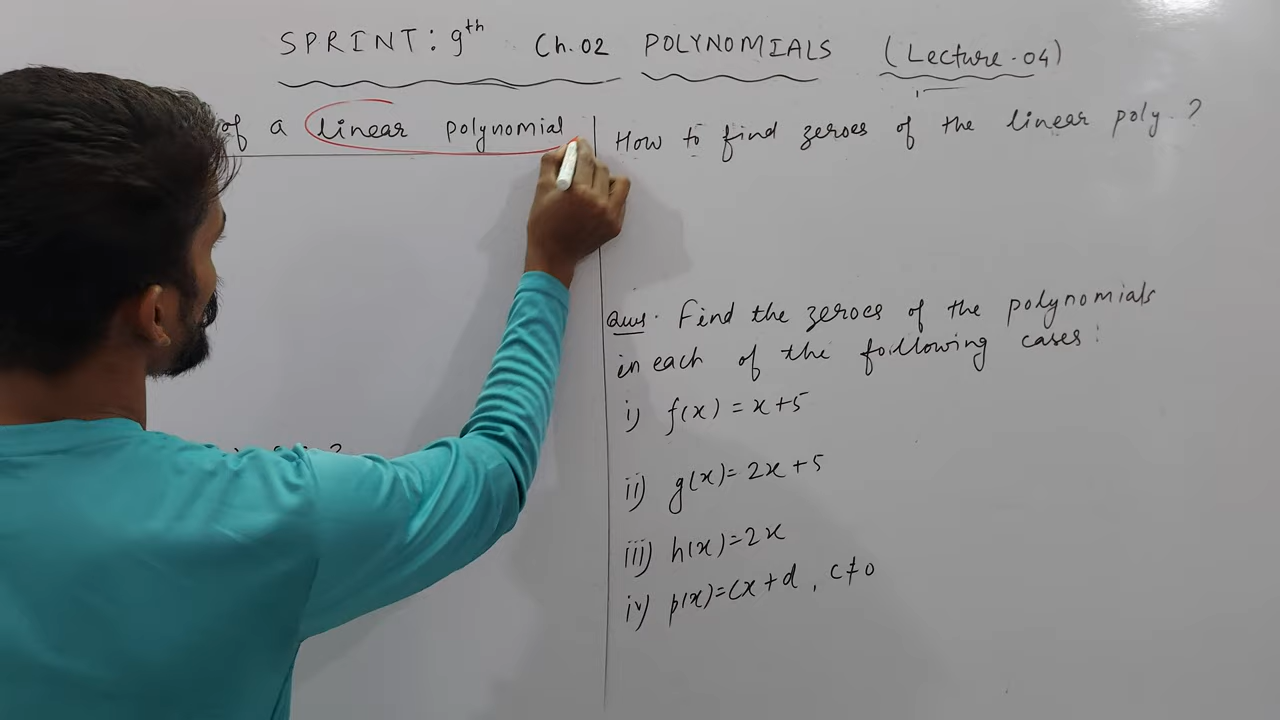 SPRINT: 9th Ch. 02 POLYNOMIALS (Lecture-04)
of a linear polynomial
How to find zeroes of the linear poly. ?
Ques. Find the zeroes of the polynomials
in each of the following cases:
i) f(x) = x+5
ii) g(x)= 2x+5
iii) h(x)=2x
iv) p(x)=cx+d , c≠0